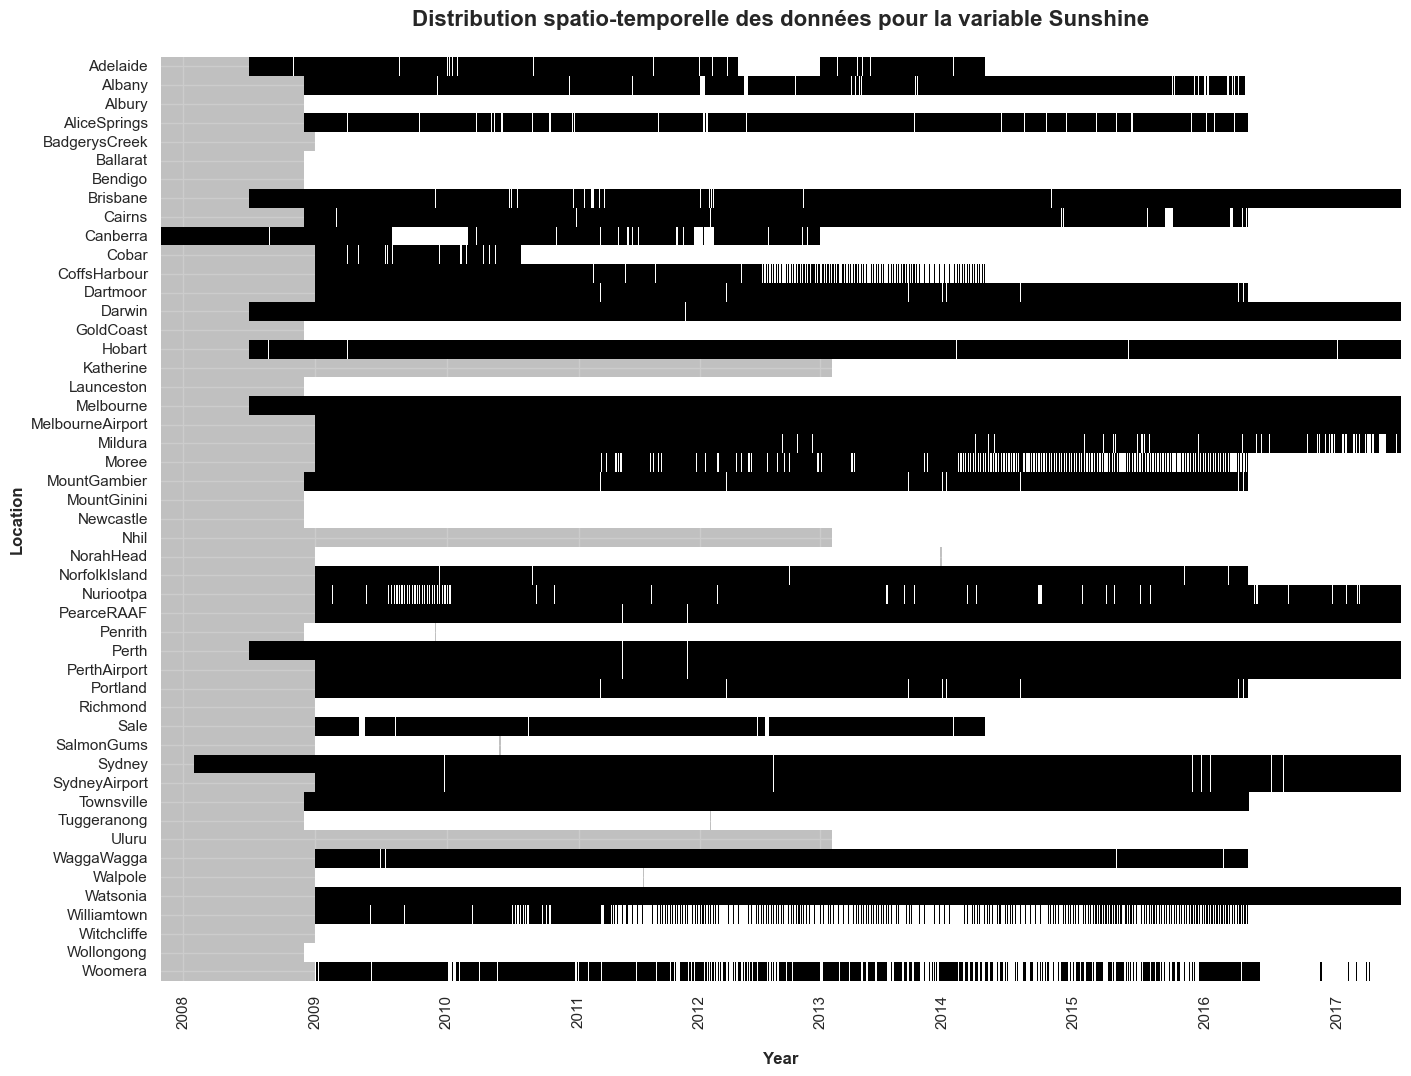 Distribution spatio-temporelle des données pour la variable Sunshine
Adelaide
Albany
Albury
AliceSprings
BadgerysCreek
Ballarat
Bendigo
Brisbane
Cairns
Canberra
Cobar
CoffsHarbour
Dartmoor
Darwin
GoldCoast
Hobart
Katherine
Launceston
Melbourne
MelbourneAirport
Mildura
Moree
MountGambier
MountGinini
Newcastle
Nhil
NorahHead
NorfolkIsland
Nuriootpa
PearceRAAF
Penrith
Perth
PerthAirport
Portland
Richmond
Sale
SalmonGums
Sydney
SydneyAirport
Townsville
Tuggeranong
Uluru
WaggaWagga
Walpole
Watsonia
Williamtown
Witchcliffe
Wollongong
Woomera
Location
2008
2009
2010
2011
2012
2013
2014
2015
2016
2017
Year